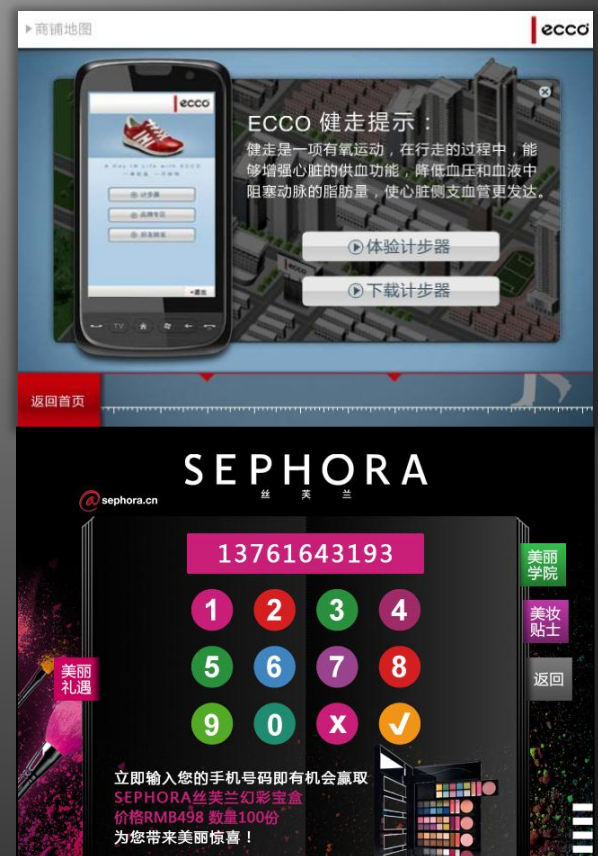 商铺地图
ecco
ecco
ECCO 健走提示：
健走是一项有氧运动，在行走的过程中，能
够增强心脏的供血功能，降低血压和血液中
阻塞动脉的脂肪量，使心脏侧支血管更发达。
A Day in Life with ECCO
计步器
品牌专区
体验计步器
下载计步器
退出
TV
返回首页
SEPHORA
丝芙兰
@sephora.cn
13761643193
美丽
学院
1 2 3 4
美妆
贴士
5 6 7 8
美丽
礼遇
返回
9 0 X ✓
立即输入您的手机号码即有机会赢取
SEPHORA丝芙兰幻彩宝盒
价格RMB498 数量100份
为您带来美丽惊喜！